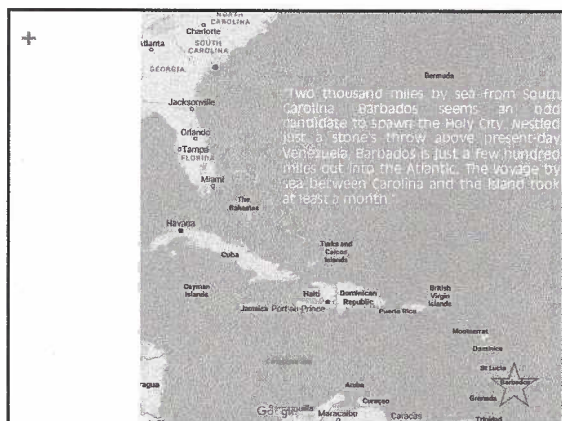 NORTH
CAROLINA
Charlotte
Atlanta
SOUTH
CAROLINA
GEORGIA
Bermuda
"Two thousand miles by sea from South
Carolina Barbados seems an odd
candidate to spawn the Holy City. Nestled
just a stone's throw above present-day
Venezuela, Barbados is just a few hundred
miles out into the Atlantic. The voyage by
sea between Carolina and the island took
at least a month."
Jacksonville
Orlando
Tampa
FLORIDA
Miami
The
Bahamas
Havana
Cuba
Turks and
Caicos
Islands
Cayman
Islands
Haiti
Dominican
Republic
British
Virgin
Islands
Jamaica
Port-au-Prince
Puerto Rico
Montserrat
Dominica
St Lucia
Barbados
ragua
Aruba
Curaçao
Grenada
Google
Maracaibo
Caracas
Trinidad